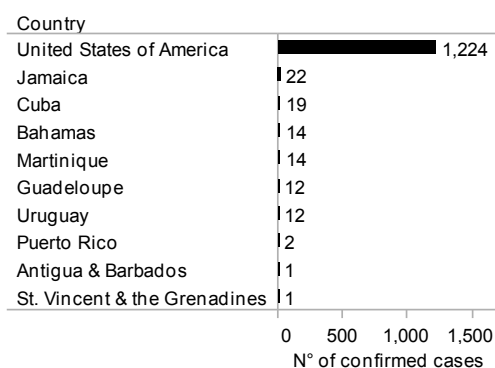 Country
United States of America 1,224
Jamaica 22
Cuba 19
Bahamas 14
Martinique 14
Guadeloupe 12
Uruguay 12
Puerto Rico 2
Antigua & Barbados 1
St. Vincent & the Grenadines 1
0 500 1,000 1,500
N° of confirmed cases